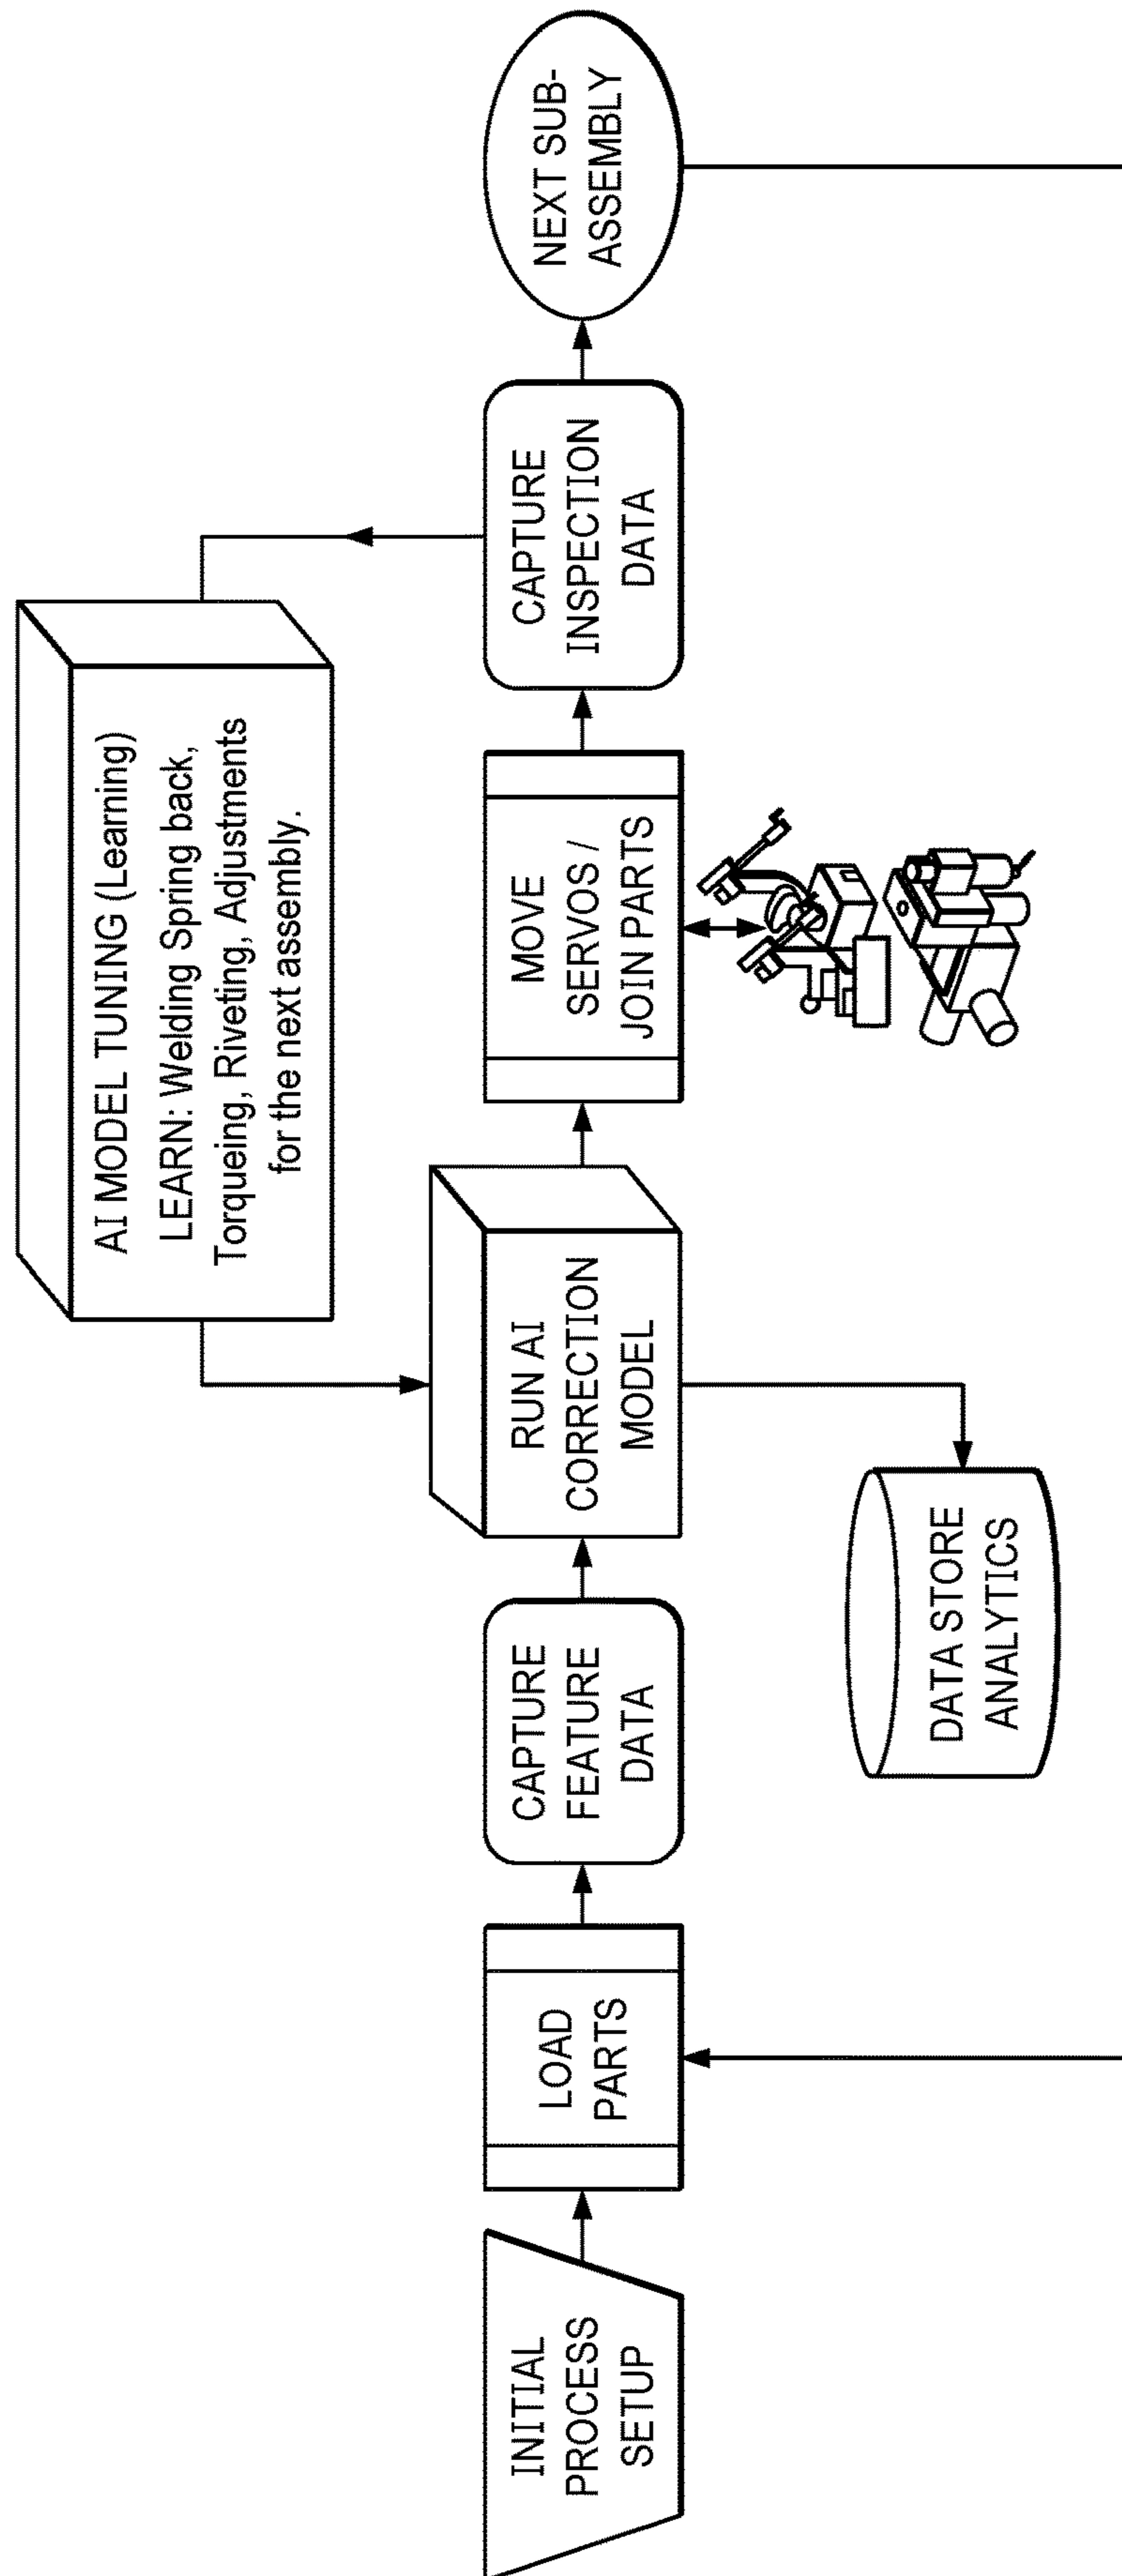 AI MODEL TUNING (Learning)
LEARN: Welding Spring back,
Torqueing, Riveting, Adjustments
for the next assembly.
INITIAL
PROCESS
SETUP
LOAD
PARTS
CAPTURE
FEATURE
DATA
RUN AI
CORRECTION
MODEL
MOVE
SERVOS /
JOIN PARTS
CAPTURE
INSPECTION
DATA
NEXT SUB-
ASSEMBLY
DATA STORE
ANALYTICS